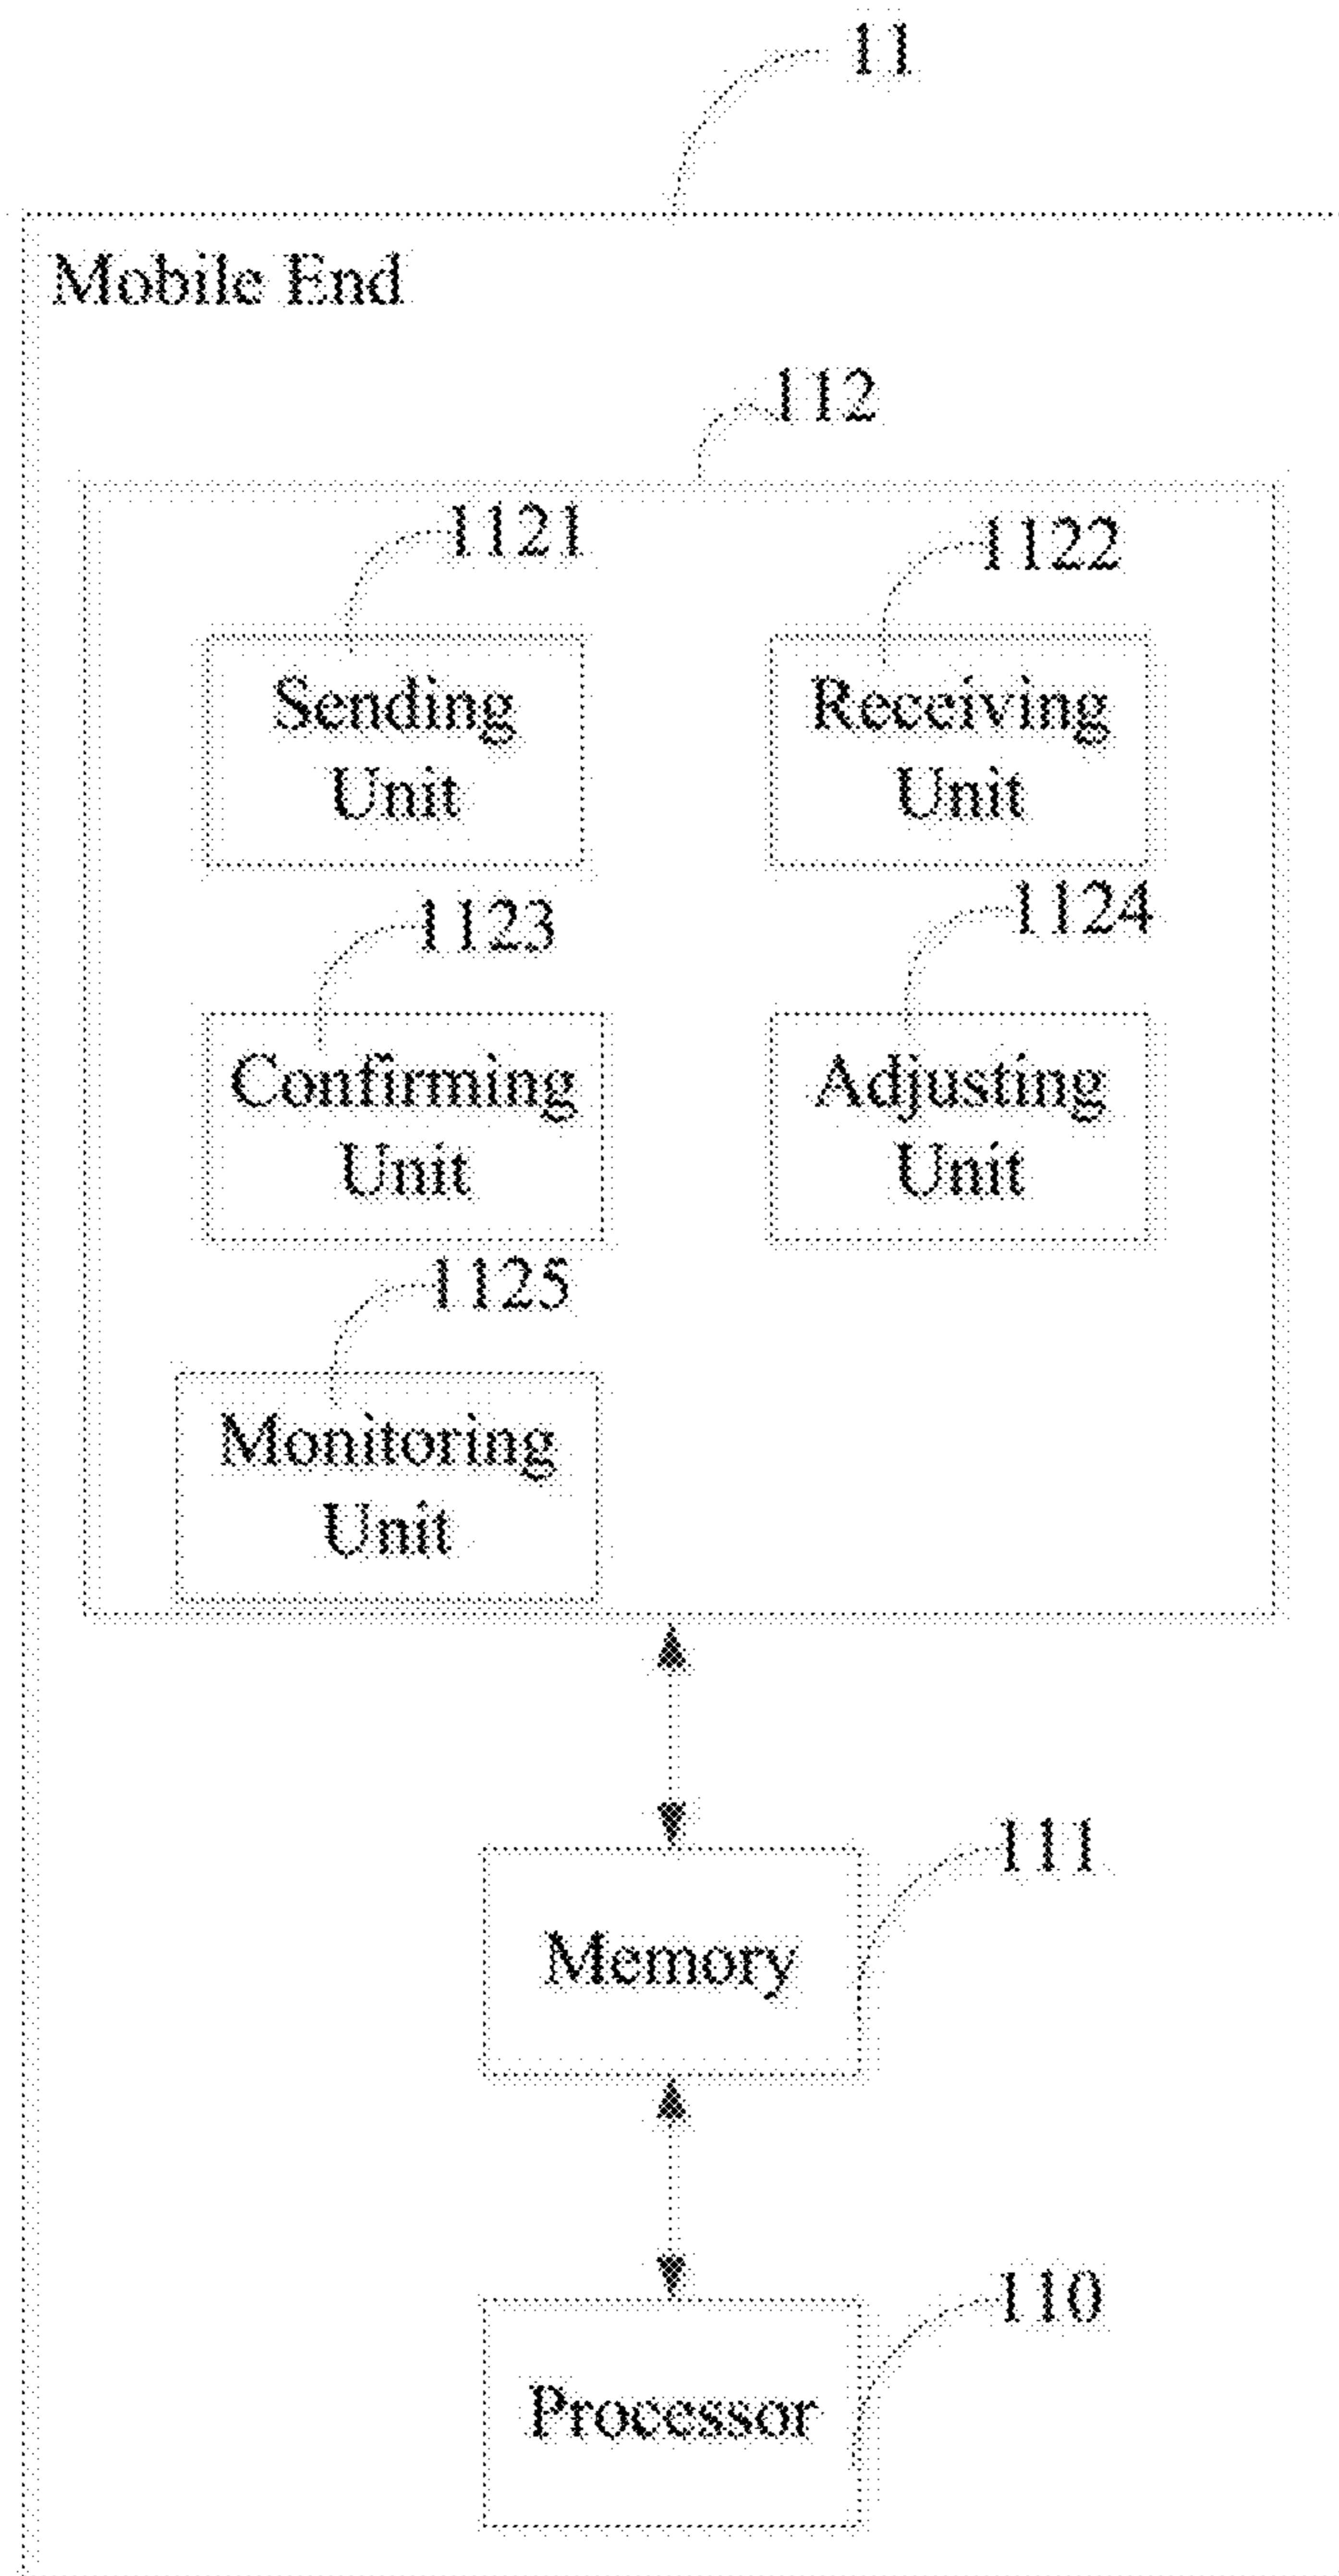 11
Mobile End
112
1121
1122
Sending
Unit
Receiving
Unit
1123
1124
Confirming
Unit
Adjusting
Unit
1125
Monitoring
Unit
111
Memory
110
Processor